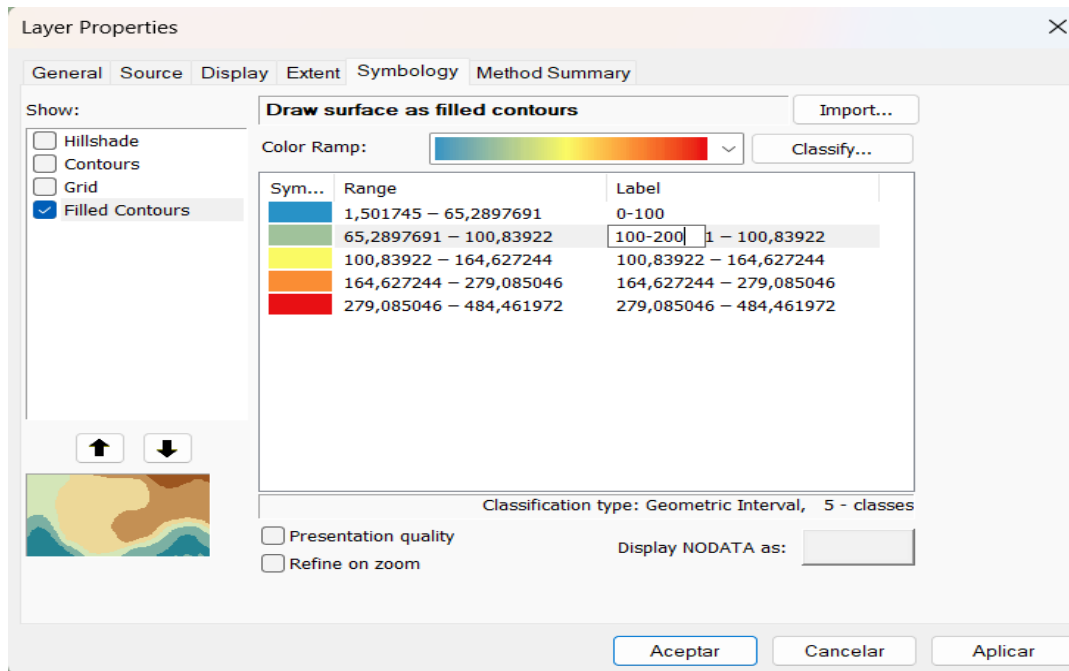 Layer Properties
General Source Display Extent Symbology Method Summary
Show:
Hillshade
Contours
Grid
Filled Contours
Draw surface as filled contours
Import...
Color Ramp:
Classify...
Sym... Range Label
1,501745 – 65,2897691 0-100
65,2897691 – 100,83922 100-200 1 – 100,83922
100,83922 – 164,627244 100,83922 – 164,627244
164,627244 – 279,085046 164,627244 – 279,085046
279,085046 – 484,461972 279,085046 – 484,461972
Classification type: Geometric Interval, 5 - classes
Presentation quality
Refine on zoom
Display NODATA as:
Aceptar Cancelar Aplicar